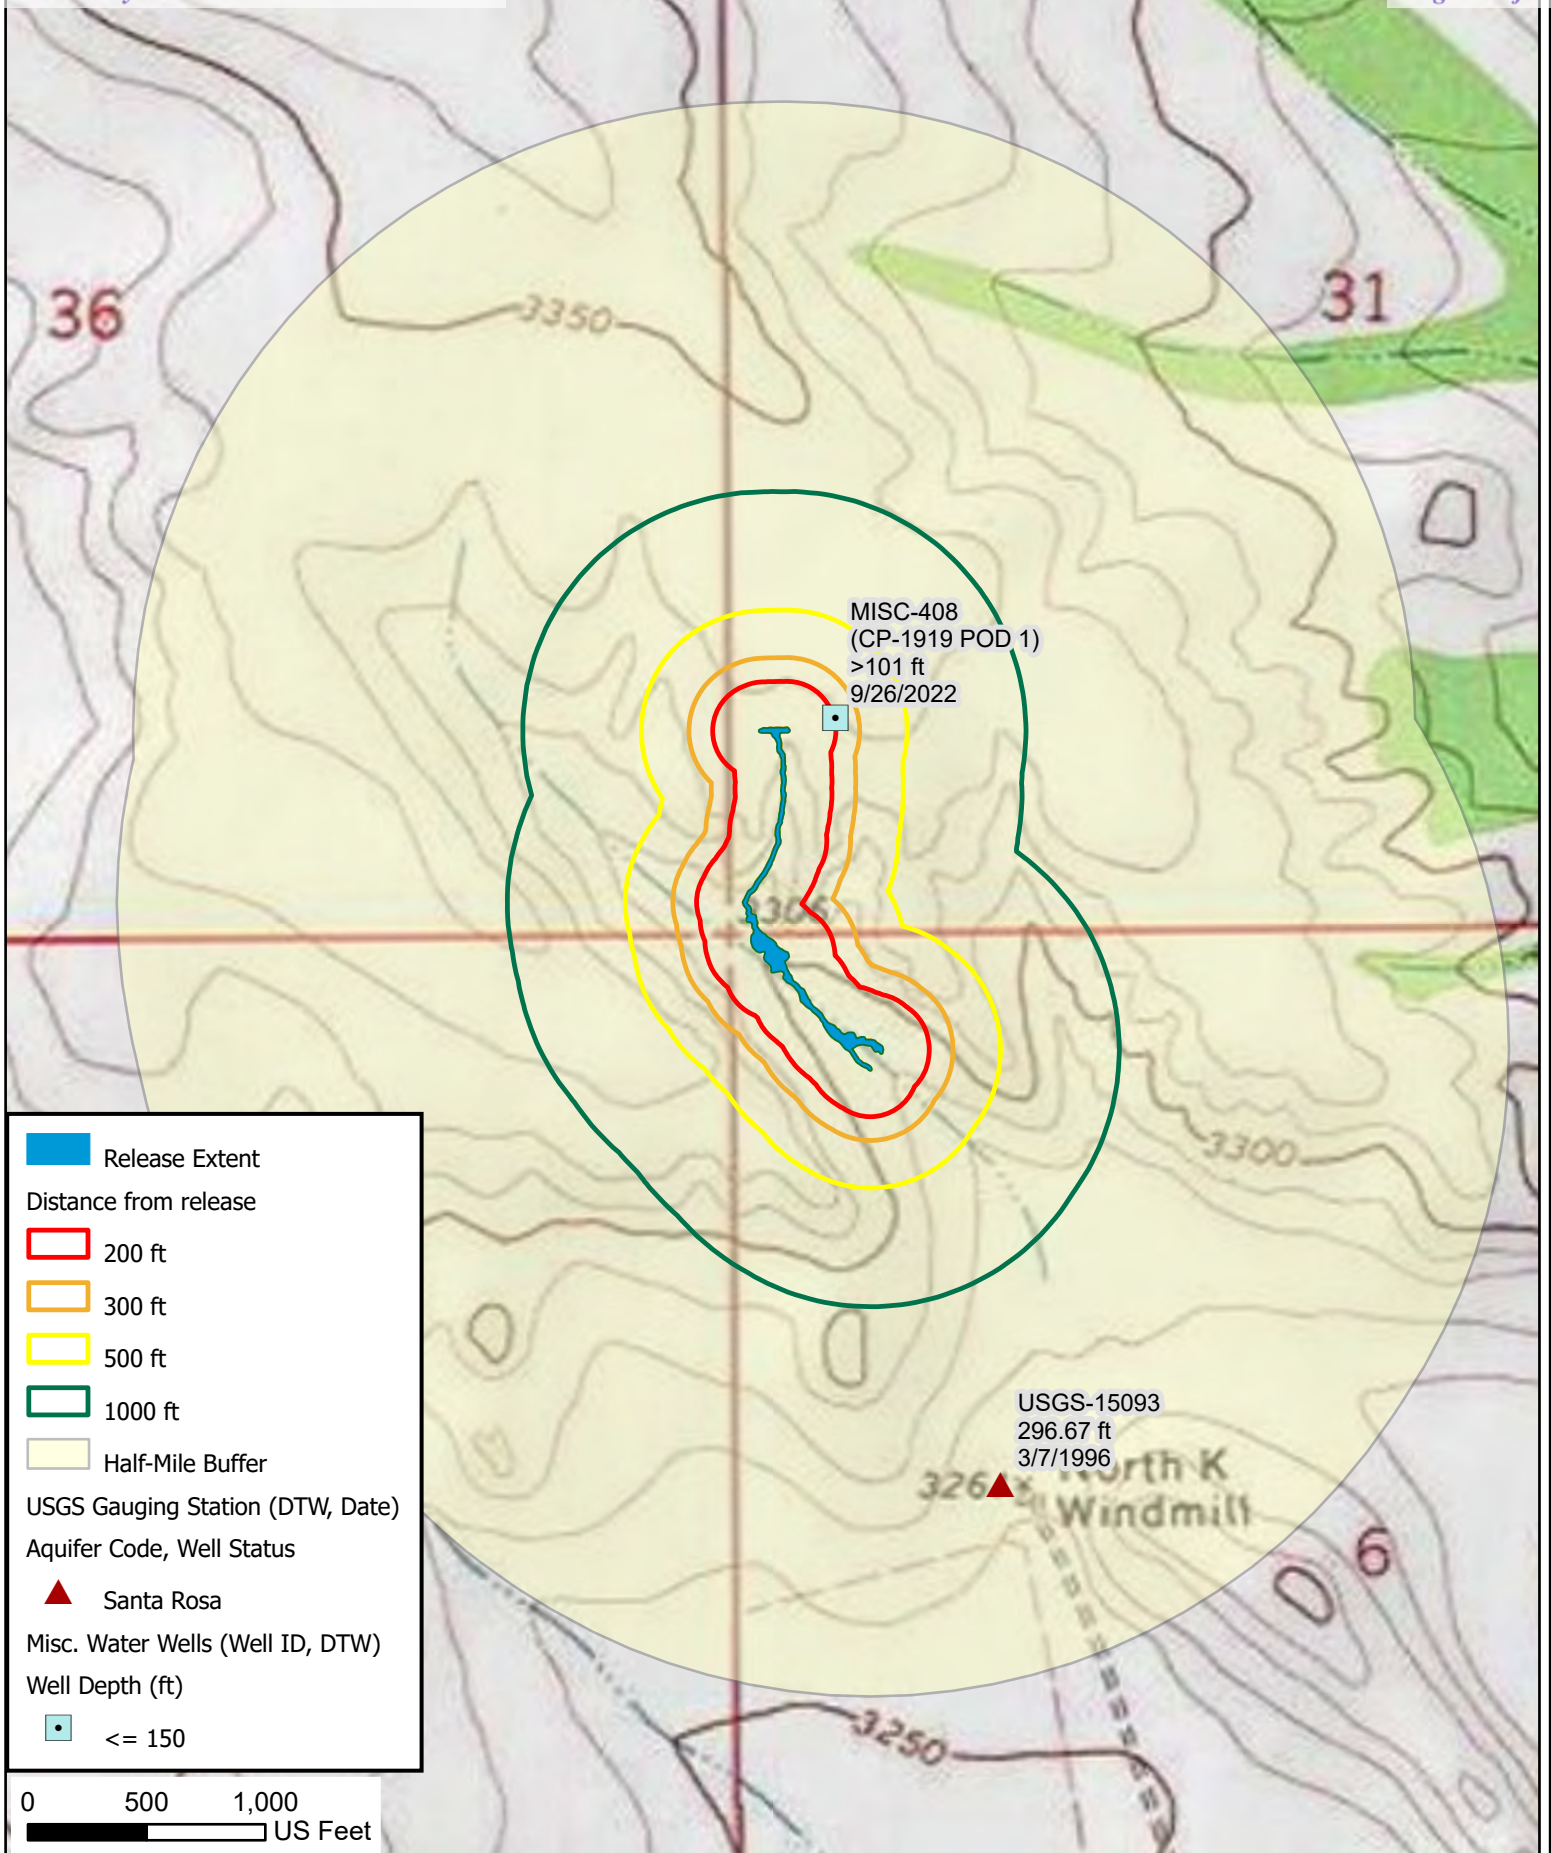 36
31
3350
MISC-408
(CP-1919 POD 1)
>101 ft
9/26/2022
3306
3300
Release Extent
Distance from release
200 ft
300 ft
500 ft
1000 ft
Half-Mile Buffer
USGS Gauging Station (DTW, Date)
Aquifer Code, Well Status
Santa Rosa
Misc. Water Wells (Well ID, DTW)
Well Depth (ft)
<= 150
USGS-15093
296.67 ft
3/7/1996
North K
Windmill
6
3250
0 500 1,000
US Feet